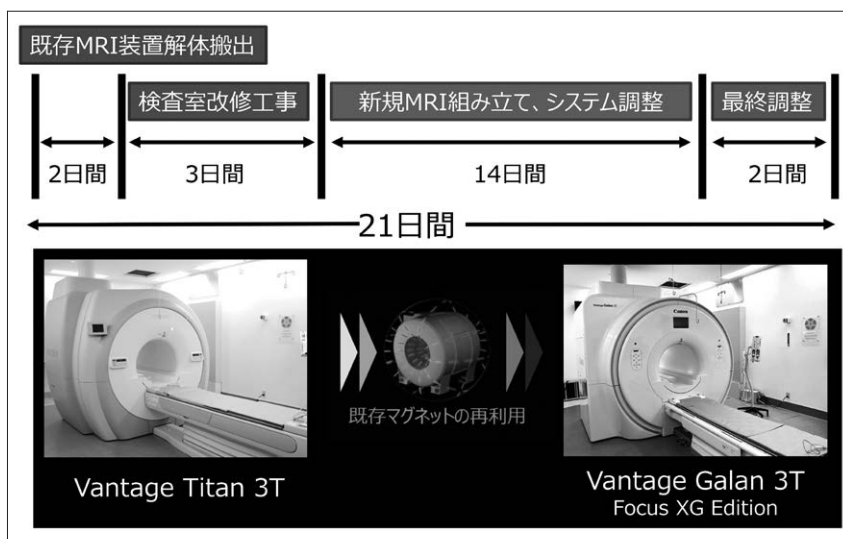 既存MRI装置解体搬出
検査室改修工事
新規MRI組み立て、システム調整
最終調整
2日間
3日間
14日間
2日間
21日間
Canon
既存マグネットの再利用
Vantage Titan 3T
Vantage Galan 3T
Focus XG Edition